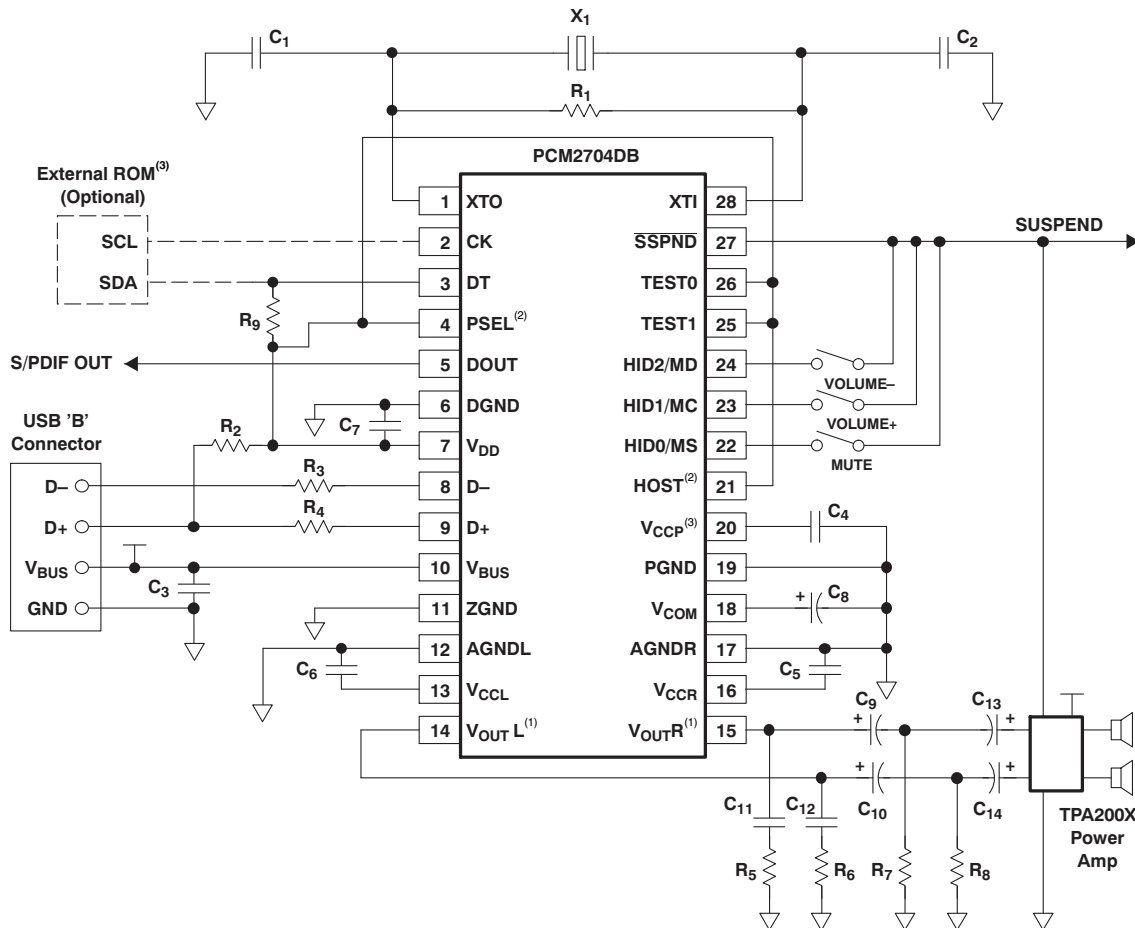 X1
C1
C2
R1
PCM2704DB
External ROM(3)
(Optional)
SCL
SDA
1 XTO
XTI 28
2 CK
SSPND 27
SUSPEND
3 DT
TEST0 26
R9
4 PSEL(2)
TEST1 25
S/PDIF OUT
5 DOUT
HID2/MD 24
VOLUME–
6 DGND
HID1/MC 23
VOLUME+
C7
USB 'B'
Connector
R2
7 VDD
HID0/MS 22
MUTE
D–
R3
8 D–
HOST(2) 21
D+
R4
9 D+
VCCP(3) 20
C4
VBUS
C3
10 VBUS
PGND 19
GND
11 ZGND
VCOM 18
+ C8
12 AGNDL
AGNDR 17
C6
C5
13 VCCL
VCCR 16
14 VOUT L(1)
VOUTR(1) 15
+ C9
C13 +
+ C10
C14 +
C11
C12
TPA200X
Power
Amp
R5
R6
R7
R8